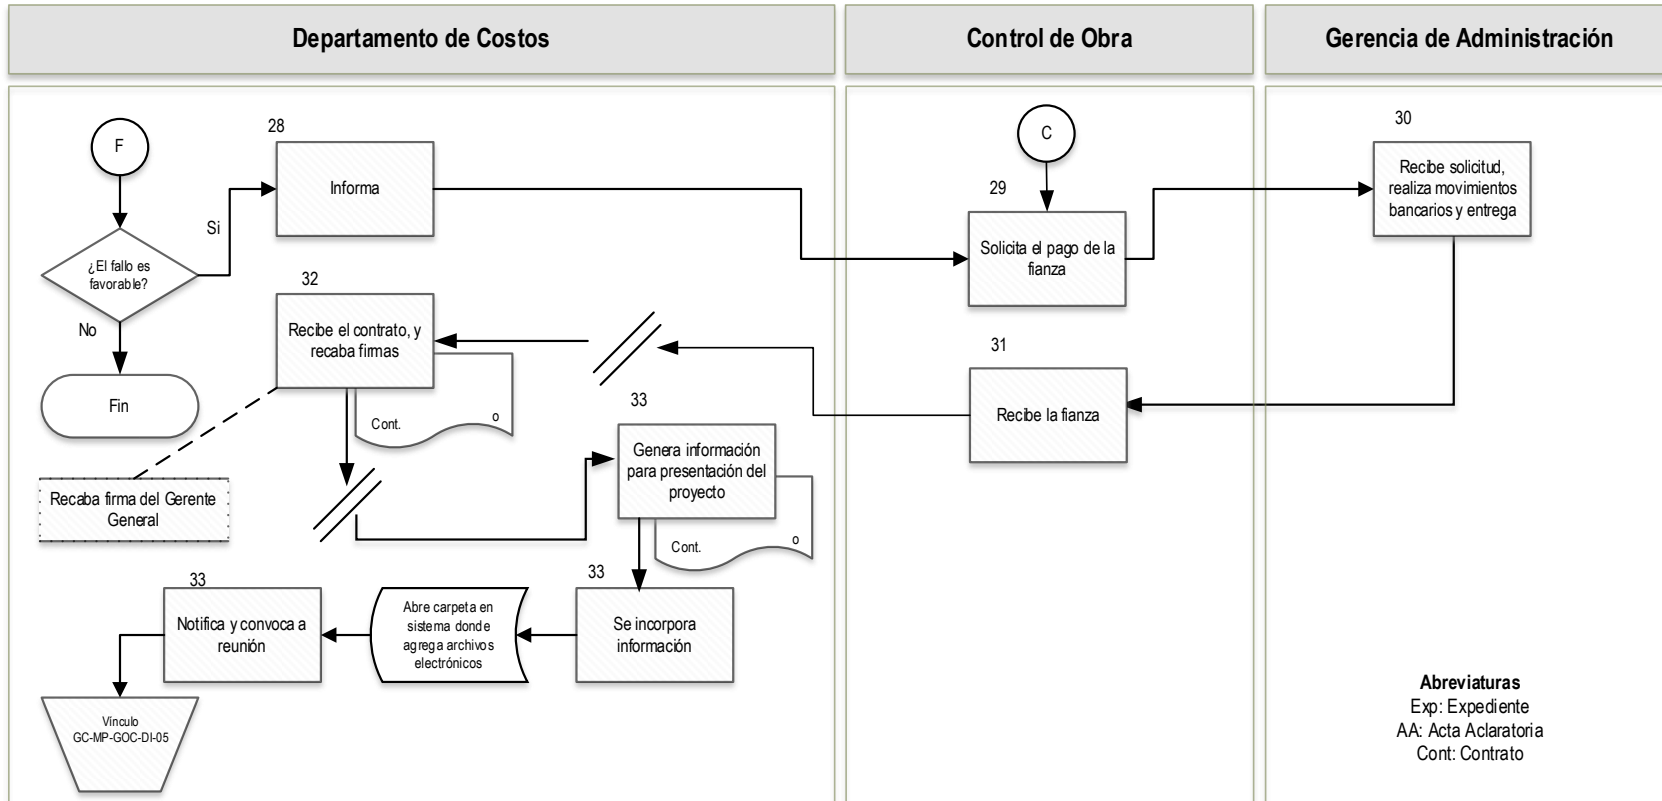 Departamento de Costos
Control de Obra
Gerencia de Administración
F
28
Informa
Si
¿El fallo es
favorable?
No
Fin
C
29
Solicita el pago de la
fianza
30
Recibe solicitud,
realiza movimientos
bancarios y entrega
31
Recibe la fianza
32
Recibe el contrato, y
recaba firmas
Cont.
o
Recaba firma del Gerente
General
33
Genera información
para presentación del
proyecto
Cont.
o
33
Se incorpora
información
Abre carpeta en
sistema donde
agrega archivos
electrónicos
33
Notifica y convoca a
reunión
Vínculo
GC-MP-GOC-DI-05
Abreviaturas
Exp: Expediente
AA: Acta Aclaratoria
Cont: Contrato